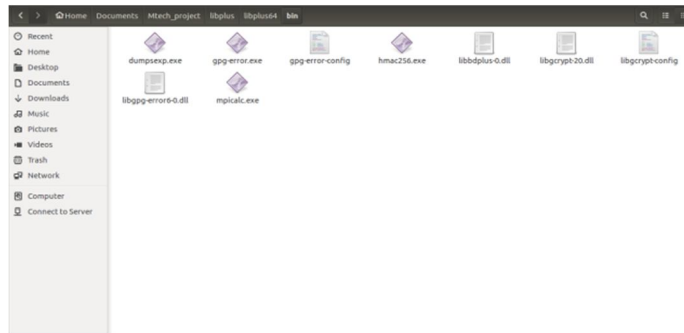 Home Documents Mtech_project libplus libplus64 bin
Recent
Home
Desktop
Documents
Downloads
Music
Pictures
Videos
Trash
Network
Computer
Connect to Server
dumpsexp.exe gpg-error.exe gpg-error-config hmac256.exe libbdplus-0.dll libgcrypt-20.dll libgcrypt-config
libgpg-error6-0.dll mpicalc.exe